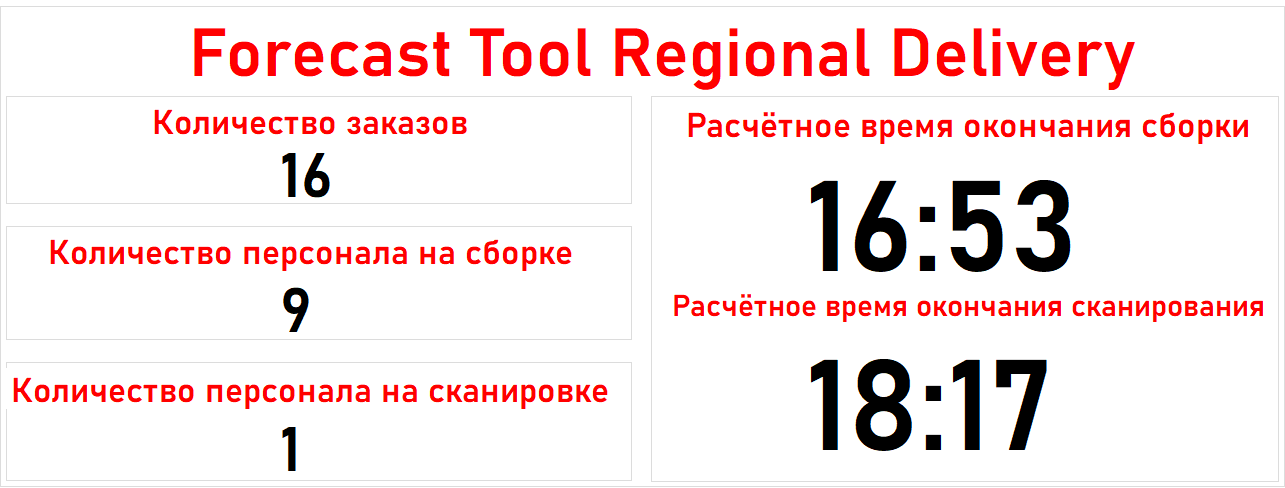 Forecast Tool Regional Delivery
Количество заказов
16
Количество персонала на сборке
9
Количество персонала на сканировке
1
Расчётное время окончания сборки
16:53
Расчётное время окончания сканирования
18:17